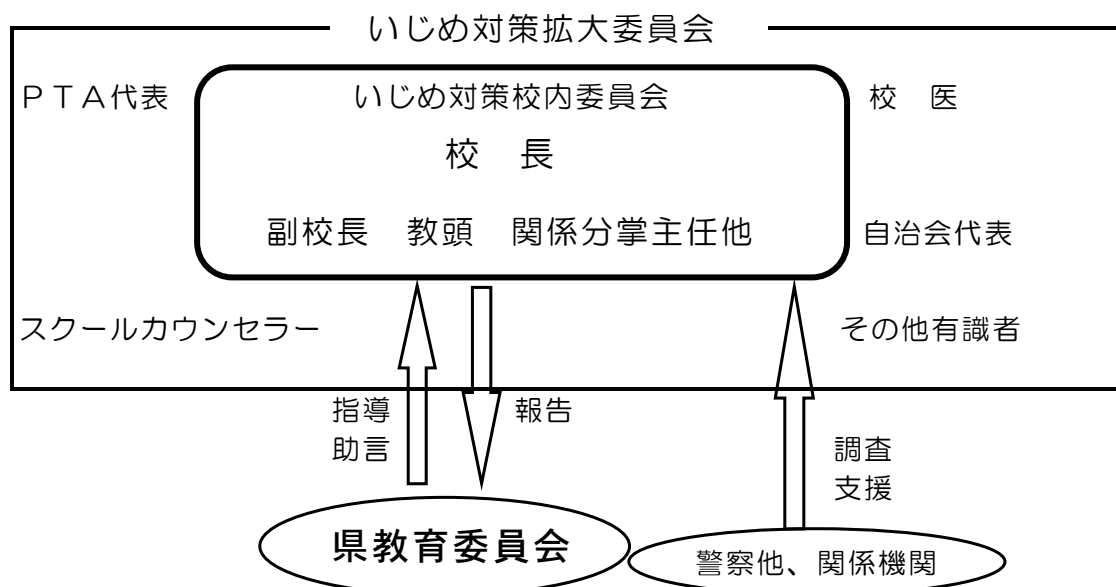 いじめ対策拡大委員会
ＰＴＡ代表
いじめ対策校内委員会
校　医
校　長
副校長　教頭　関係分掌主任他
自治会代表
スクールカウンセラー
その他有識者
指導
助言
報告
調査
支援
県教育委員会
警察他、関係機関